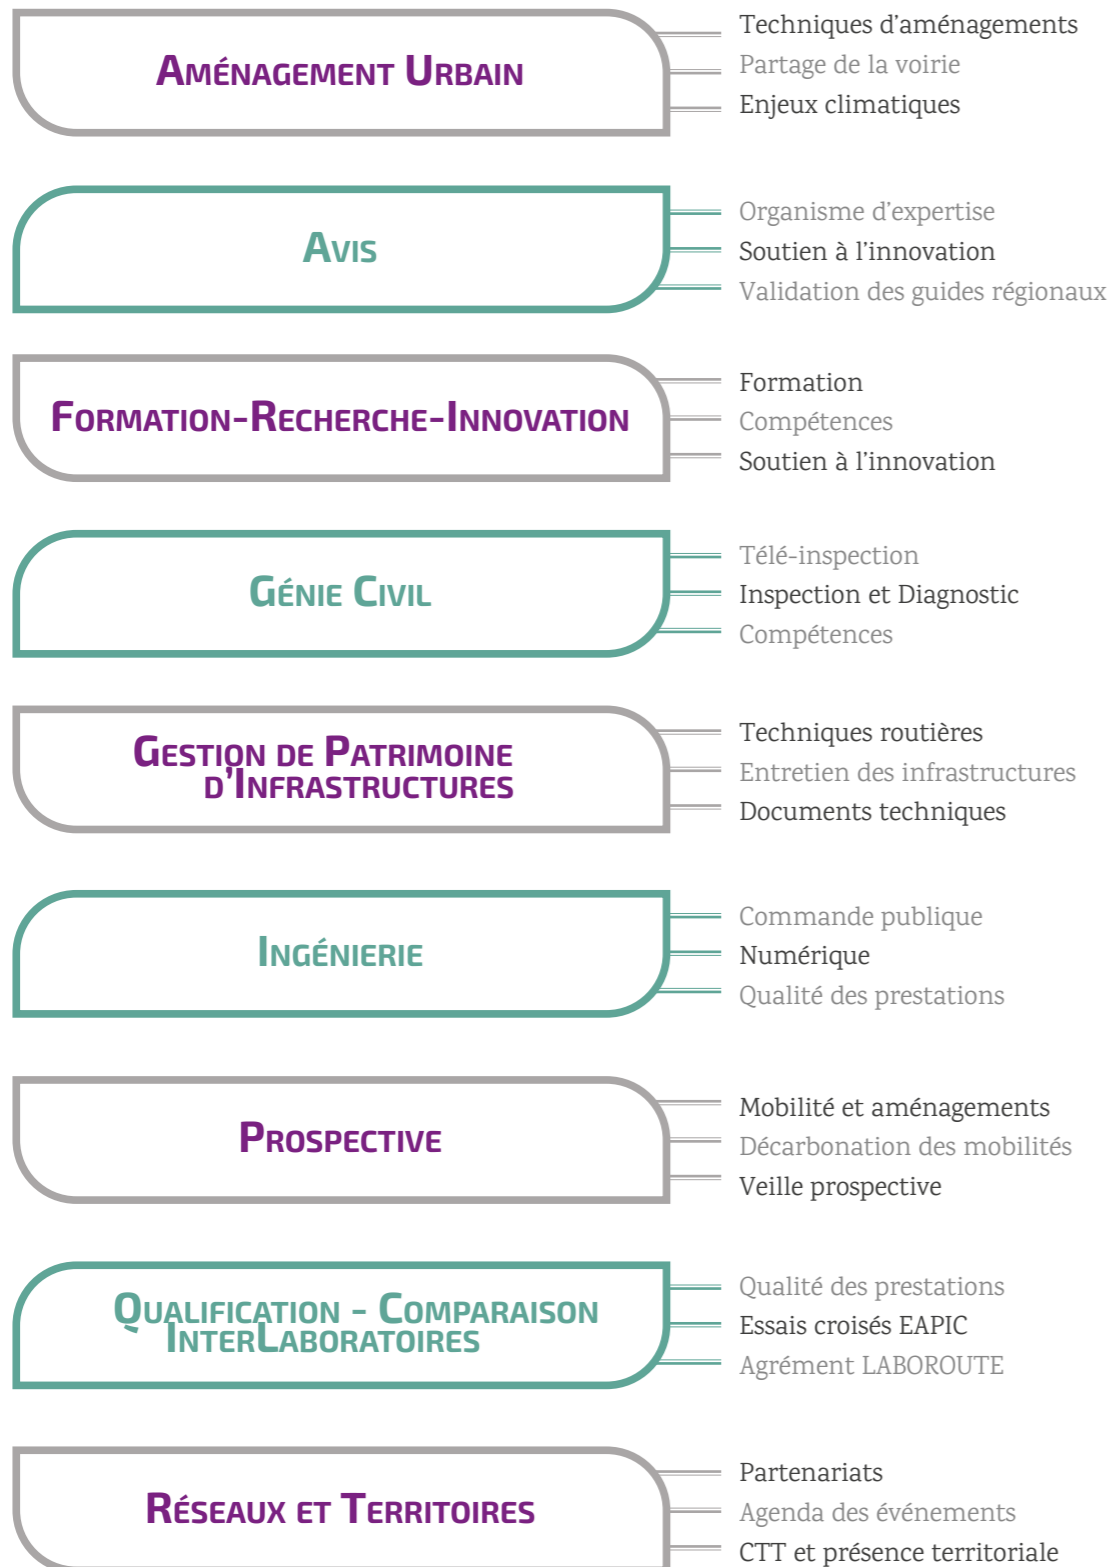 Aménagement Urbain
Techniques d'aménagements
Partage de la voirie
Enjeux climatiques
Avis
Organisme d'expertise
Soutien à l'innovation
Validation des guides régionaux
Formation-Recherche-Innovation
Formation
Compétences
Soutien à l'innovation
Génie Civil
Télé-inspection
Inspection et Diagnostic
Compétences
Gestion de Patrimoine
d'Infrastructures
Techniques routières
Entretien des infrastructures
Documents techniques
Ingénierie
Commande publique
Numérique
Qualité des prestations
Prospective
Mobilité et aménagements
Décarbonation des mobilités
Veille prospective
Qualification - Comparaison
InterLaboratoires
Qualité des prestations
Essais croisés EAPIC
Agrément LABOROUTE
Réseaux et Territoires
Partenariats
Agenda des événements
CTT et présence territoriale